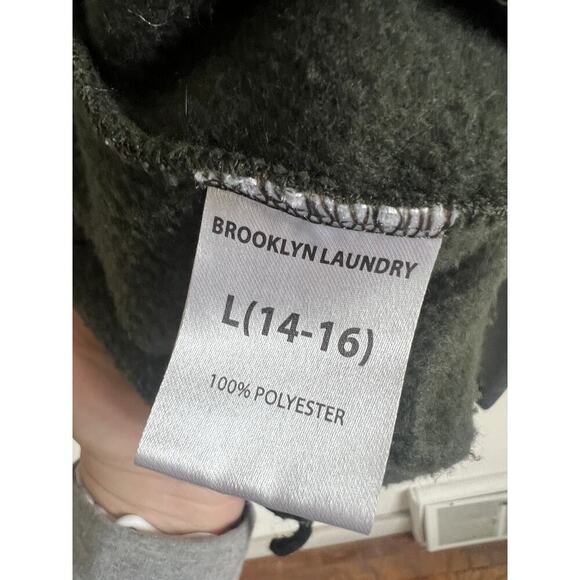 BROOKLYN LAUNDRY
L(14-16)
100% POLYESTER